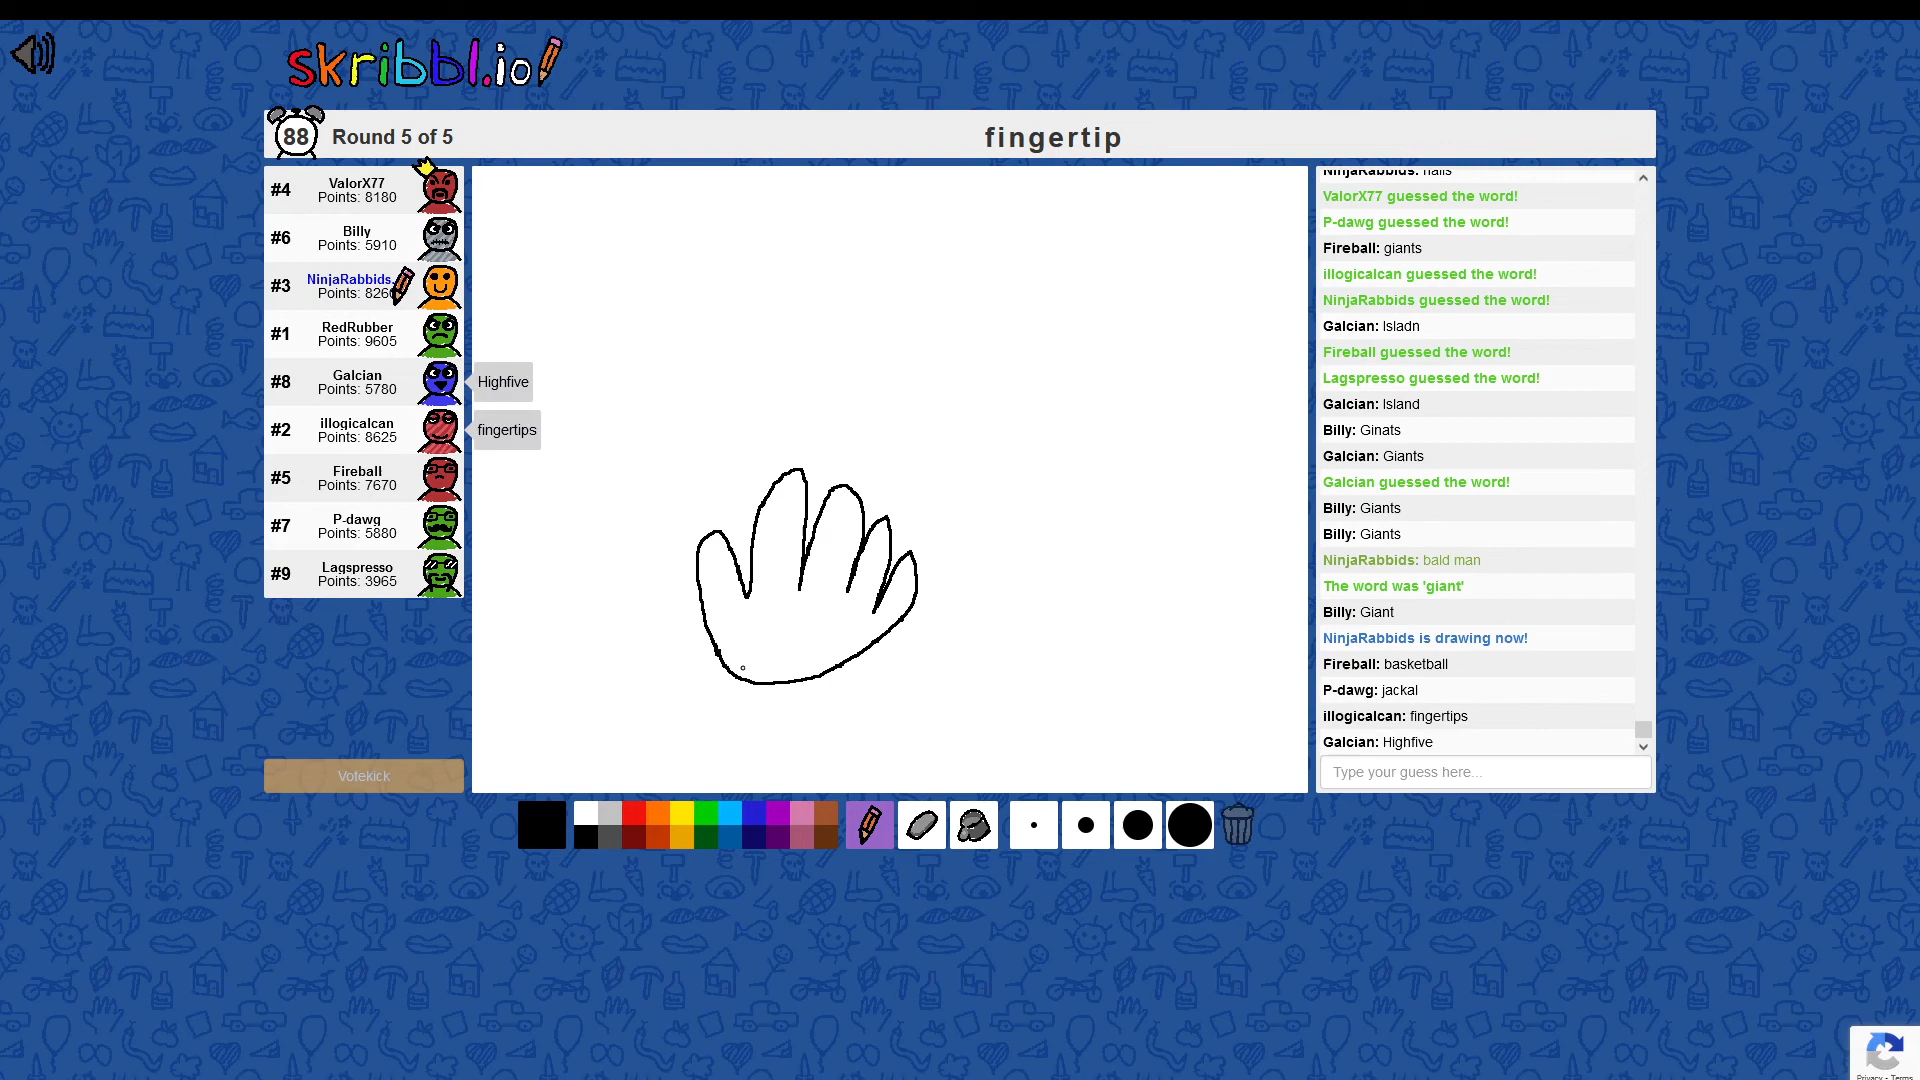 skribbl.io
88
Round 5 of 5
fingertip
#4
ValorX77
Points: 8180
#6
Billy
Points: 5910
#3
NinjaRabbids
Points: 8260
#1
RedRubber
Points: 9605
#8
Galcian
Points: 5780
Highfive
#2
illogicalcan
Points: 8625
fingertips
#5
Fireball
Points: 7670
#7
P-dawg
Points: 5880
#9
Lagspresso
Points: 3965
Votekick
NinjaRabbids:
ValorX77 guessed the word!
P-dawg guessed the word!
Fireball: giants
illogicalcan guessed the word!
NinjaRabbids guessed the word!
Galcian: Isladn
Fireball guessed the word!
Lagspresso guessed the word!
Galcian: Island
Billy: Ginats
Galcian: Giants
Galcian guessed the word!
Billy: Giants
Billy: Giants
NinjaRabbids: bald man
The word was 'giant'
Billy: Giant
NinjaRabbids is drawing now!
Fireball: basketball
P-dawg: jackal
illogicalcan: fingertips
Galcian: Highfive
Type your guess here...
Privacy - Terms